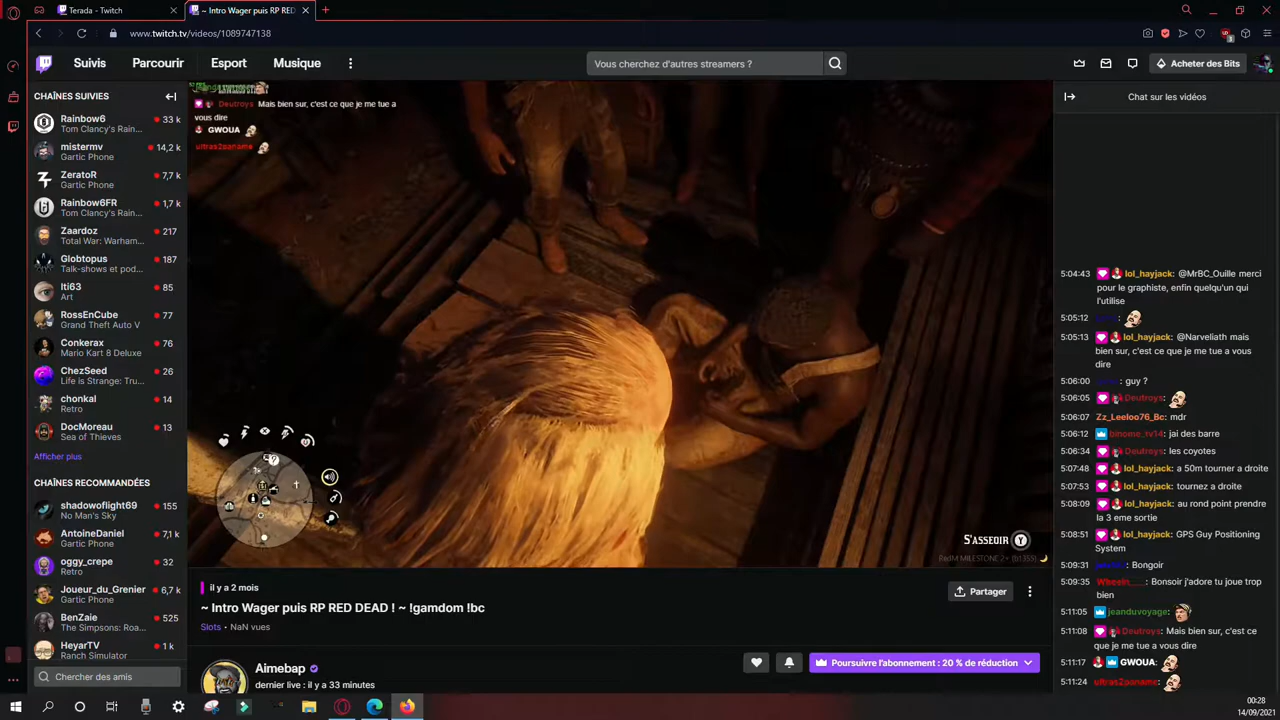 Terada - Twitch
~ Intro Wager puis RP RED DEA
www.twitch.tv/videos/1089747138
Suivis
Parcourir
Esport
Musique
Vous cherchez d'autres streamers ?
Acheter des Bits
CHAÎNES SUIVIES
Rainbow6 33 k
Tom Clancy's Rain...
mistermv 14,2 k
Gartic Phone
ZeratoR 7,7 k
Gartic Phone
Rainbow6FR 1,7 k
Tom Clancy's Rain...
Zaardoz 217
Total War: Warham...
Globtopus 187
Talk-shows et pod...
Iti63 85
Art
RossEnCube 77
Grand Theft Auto V
Conkerax 76
Mario Kart 8 Deluxe
ChezSeed 26
Life is Strange: Tru...
chonkal 14
Retro
DocMoreau 13
Sea of Thieves
Afficher plus
CHAÎNES RECOMMANDÉES
shadowoflight69 155
No Man's Sky
AntoineDaniel 7,1 k
Gartic Phone
oggy_crepe 32
Retro
Joueur_du_Grenier 6,7 k
Gartic Phone
BenZaie 525
The Simpsons: Roa...
HeyarTV 1 k
Ranch Simulator
Chercher des amis
Deutroys Mais bien sur, c'est ce que je me tue a
vous dire
GWOUA
ultras2paname
S'ASSEOIR Y
RedM MILESTONE 2+ (b1355)
il y a 2 mois
~ Intro Wager puis RP RED DEAD ! ~ !gamdom !bc
Slots • NaN vues
Partager
Aimebap
dernier live : il y a 33 minutes
Poursuivre l'abonnement : 20 % de réduction
Chat sur les vidéos
5:04:43 lol_hayjack: @MrBC_Ouille merci
pour le graphiste, enfin quelqu'un qui
l'utilise
5:05:12
5:05:13 lol_hayjack: @Narveliath mais
bien sur, c'est ce que je me tue a vous
dire
5:06:00 : guy ?
5:06:05 Deutroys:
5:06:07 Zz_Leeloo76_Bc: mdr
5:06:12 binome_rv14: jai des barre
5:06:34 Deutroys: les coyotes
5:07:48 lol_hayjack: a 50m tourner a droite
5:07:53 lol_hayjack: tournez a droite
5:08:09 lol_hayjack: au rond point prendre
la 3 eme sortie
5:08:51 lol_hayjack: GPS Guy Positioning
System
5:09:31 : Bongoir
5:09:35 : Bonsoir j'adore tu joue trop
bien
5:11:05 jeanduvoyage:
5:11:08 Deutroys: Mais bien sur, c'est ce
que je me tue a vous dire
5:11:17 GWOUA:
5:11:24 ultras2paname:
00:28
14/09/2021